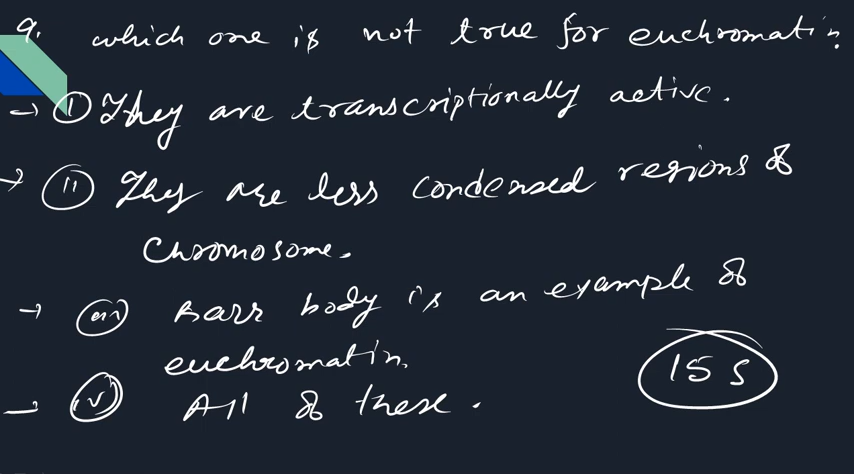 9. which one is not true for euchromatin
→ (i) They are transcriptionally active.
→ (ii) They are less condensed regions of
Chromosome.
→ (iii) Barr body is an example of
euchromatin.
15 s
→ (v) All of these.